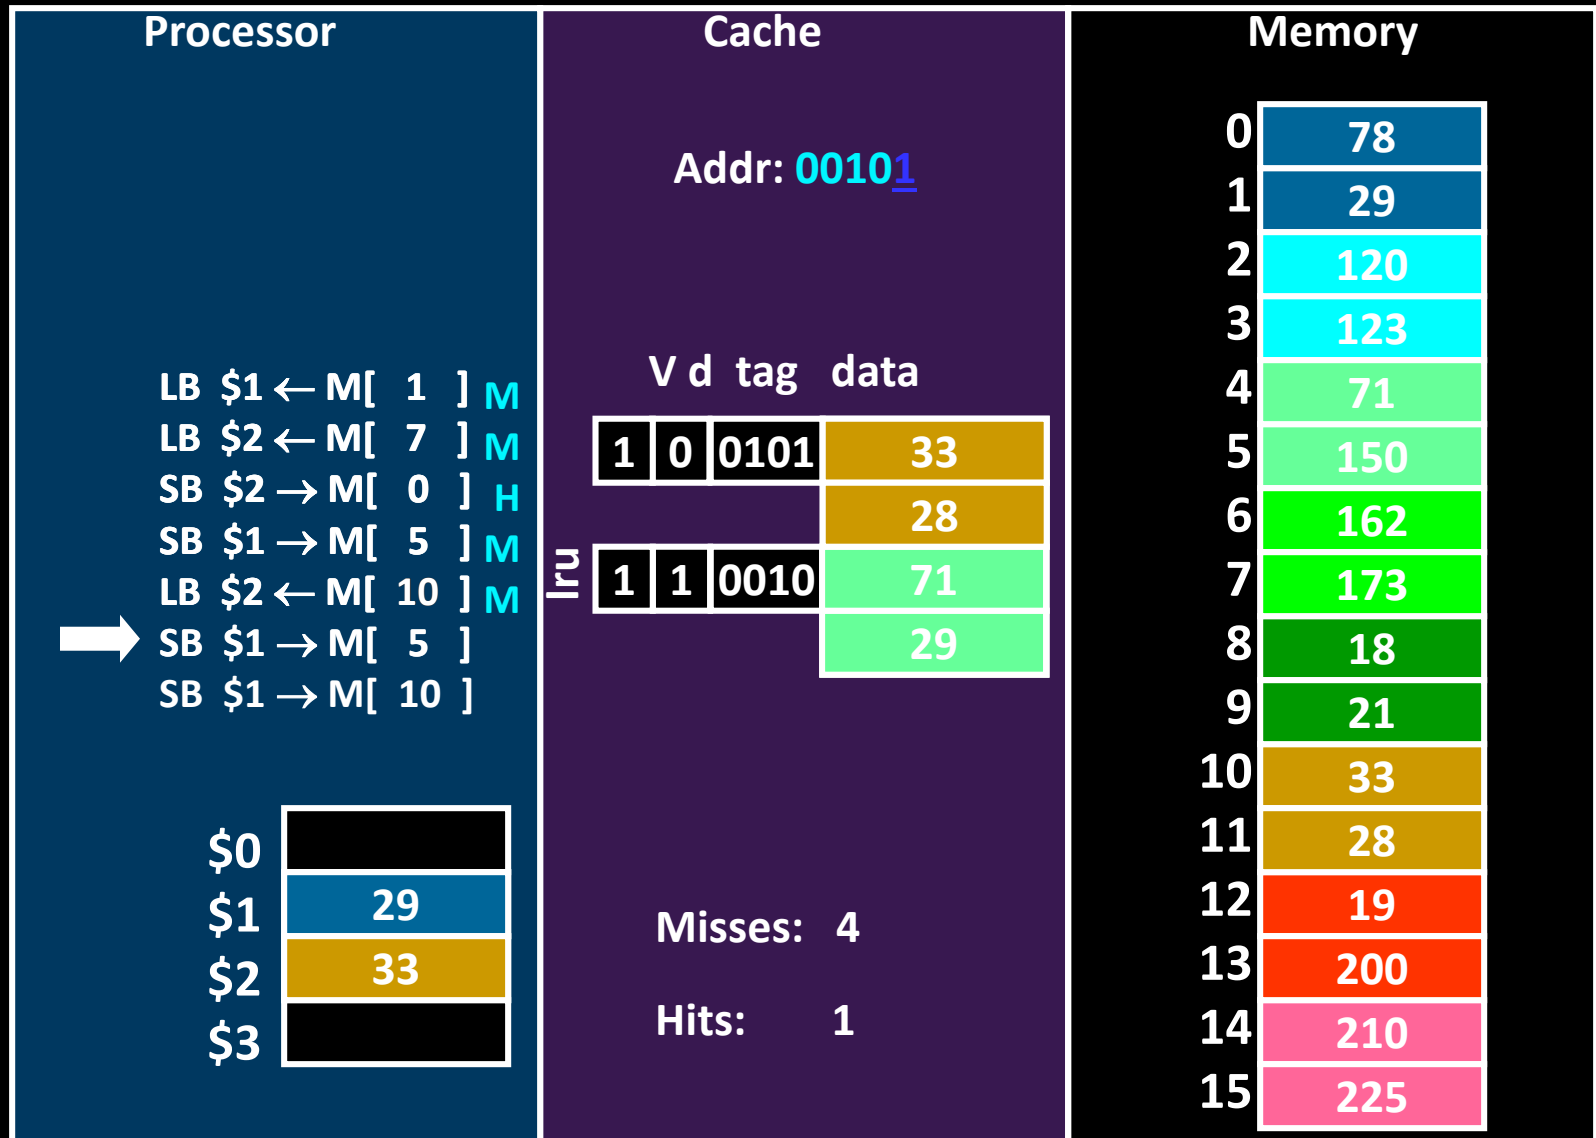 Processor
LB $1 ← M[ 1 ] M
LB $2 ← M[ 7 ] M
SB $2 → M[ 0 ] H
SB $1 → M[ 5 ] M
LB $2 ← M[ 10 ] M
SB $1 → M[ 5 ]
SB $1 → M[ 10 ]
$0
$1 29
$2 33
$3
Cache
Addr: 00101
V d tag data
1 0 0101 33
28
lru 1 1 0010 71
29
Misses: 4
Hits: 1
Memory
0 78
1 29
2 120
3 123
4 71
5 150
6 162
7 173
8 18
9 21
10 33
11 28
12 19
13 200
14 210
15 225